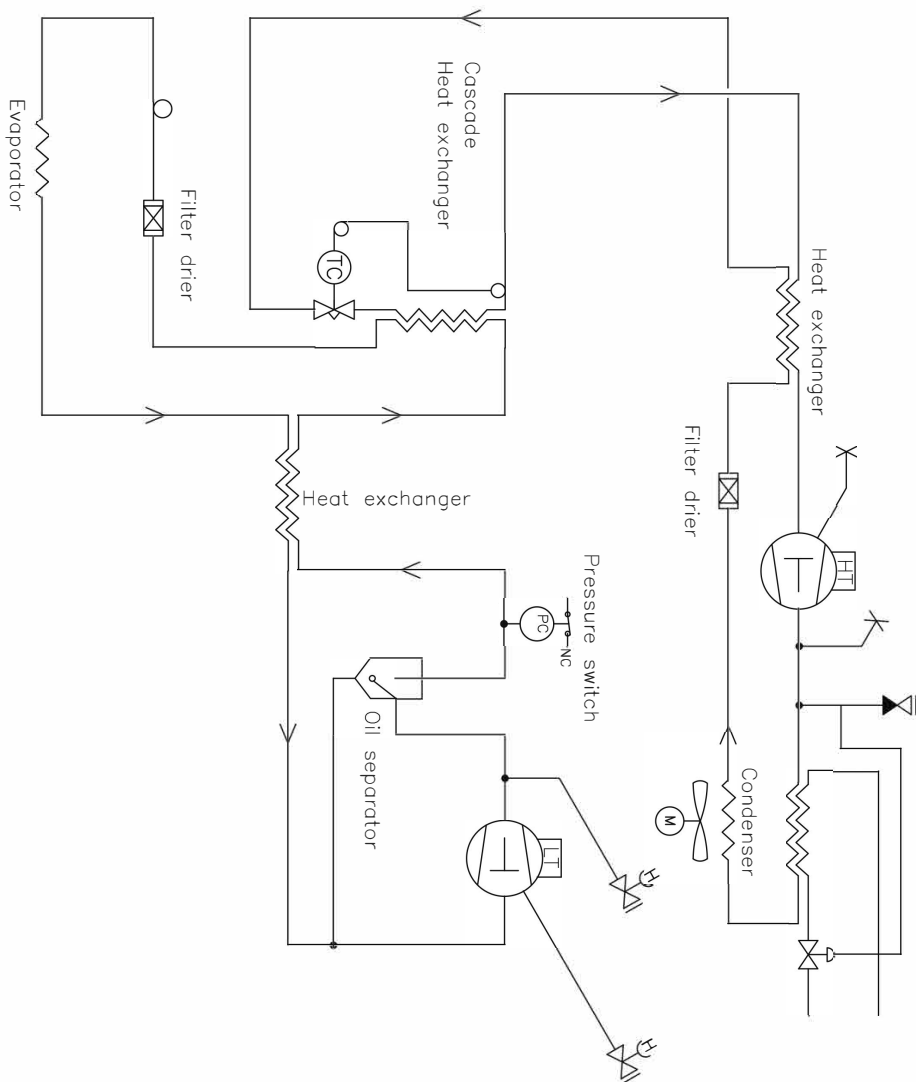 Heat exchanger
HT
Condenser
M
Filter drier
Cascade
Heat exchanger
Pressure switch
NC
PC
LT
Heat exchanger
Oil separator
TC
Filter drier
Evaporator
H
H